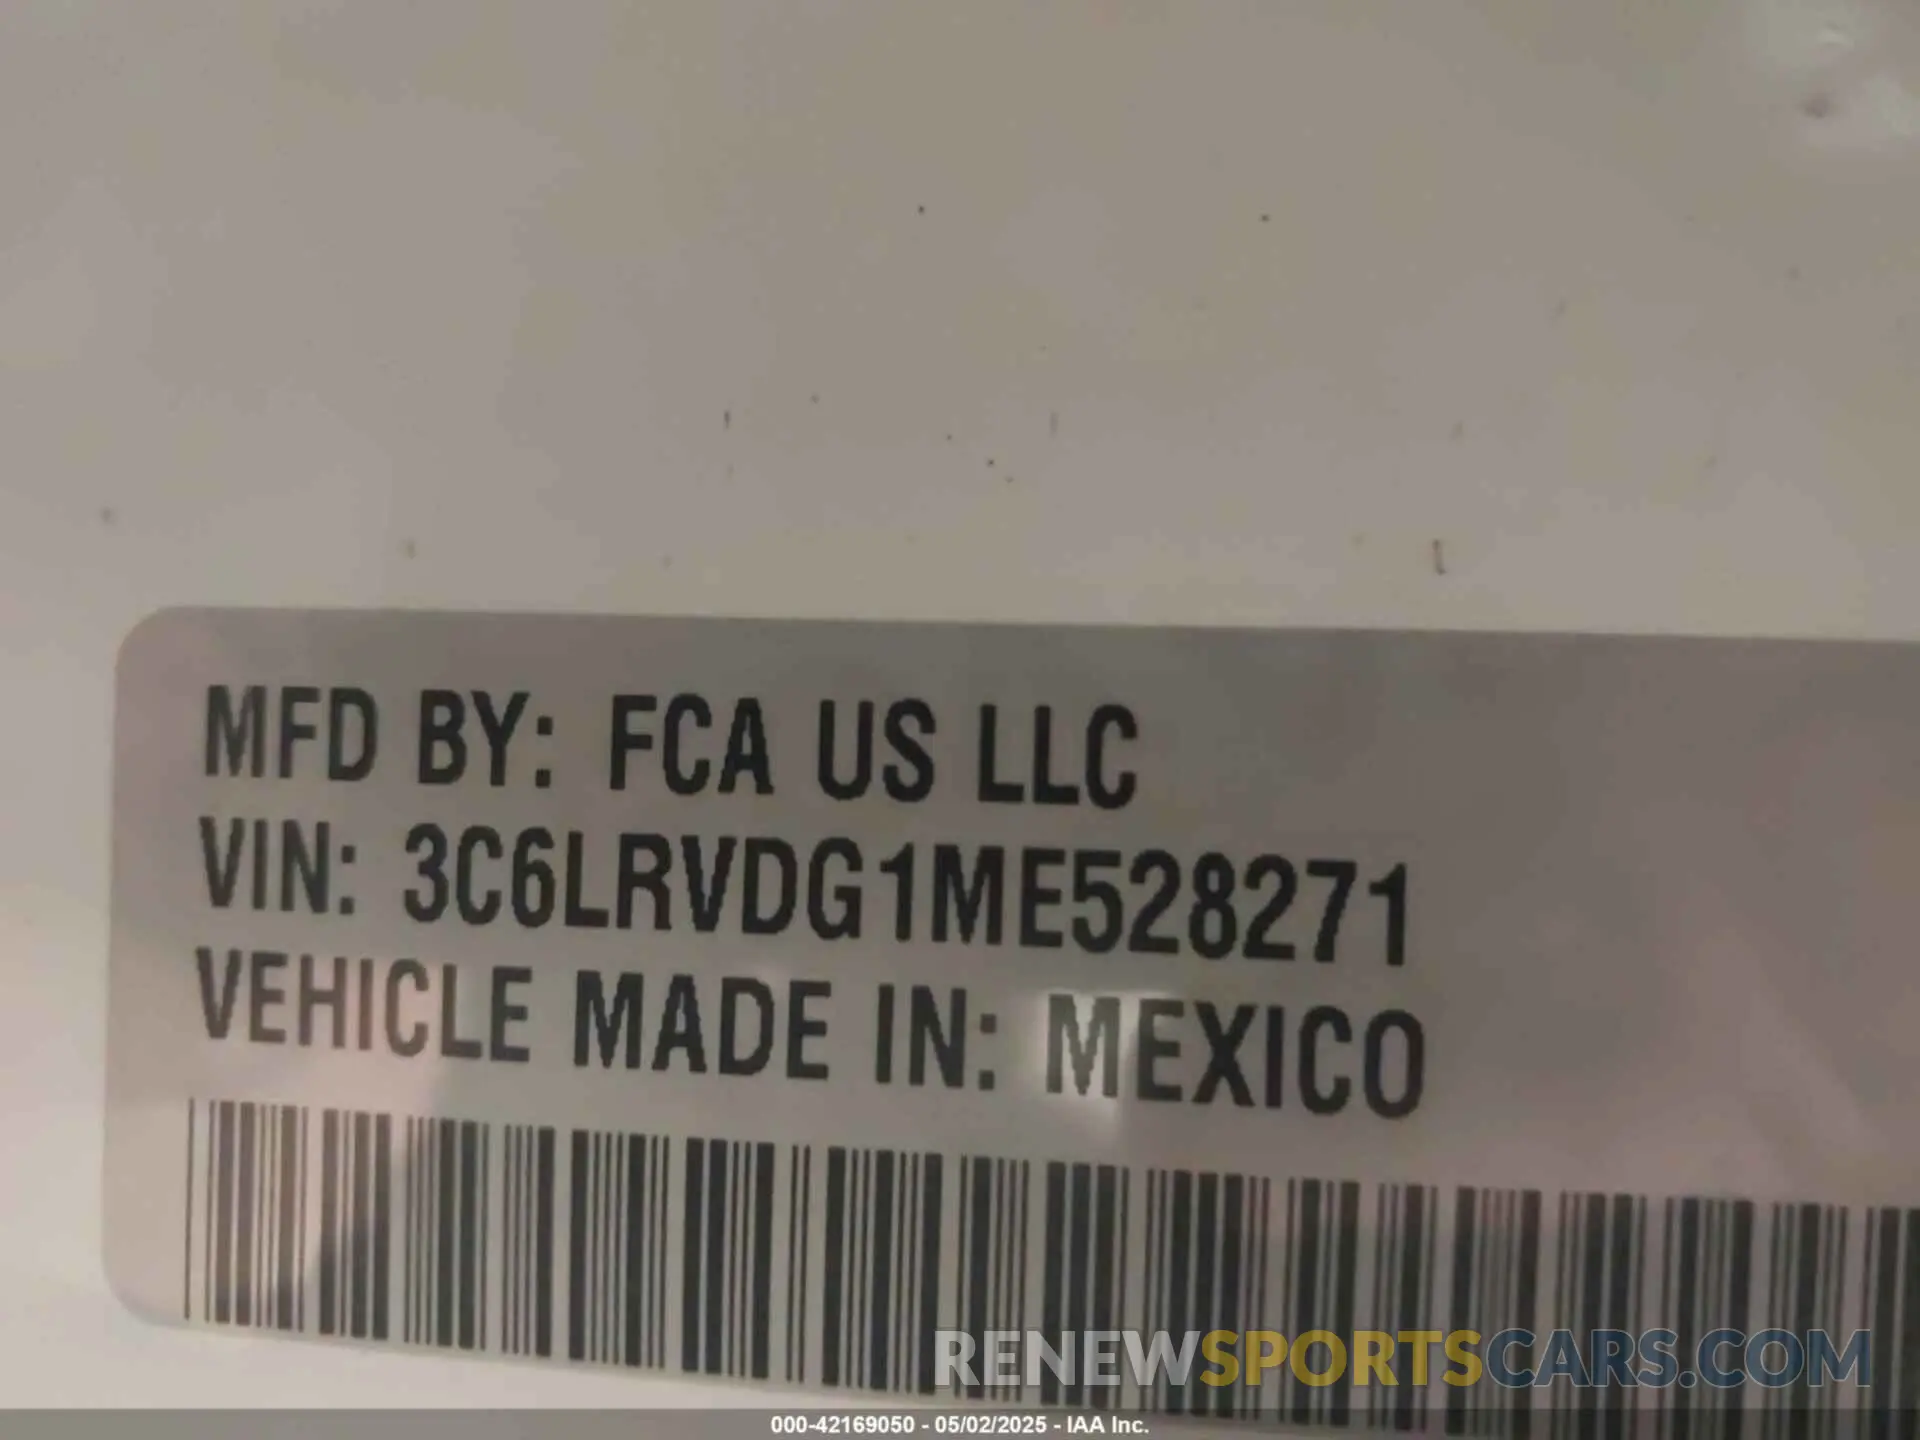 MFD BY: FCA US LLC
VIN: 3C6LRVDG1ME528271
VEHICLE MADE IN: MEXICO
RENEWSPORTSCARS.COM
000-42169050 - 05/02/2025 - IAA Inc.